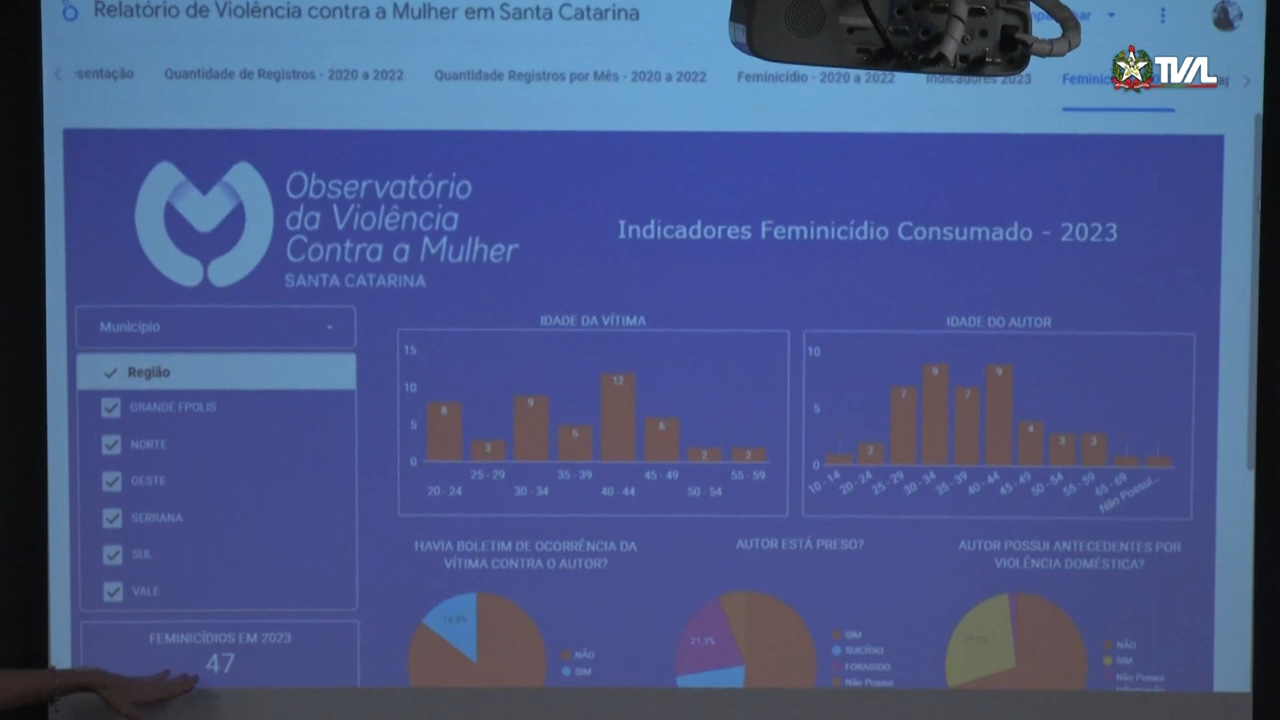 Relatório de Violência contra a Mulher em Santa Catarina
sentação
Quantidade de Registros - 2020 a 2022
Quantidade Registros por Mês - 2020 a 2022
Feminicídio - 2020 a 2022
Indicadores 2023
TVAL
Observatório
da Violência
Contra a Mulher
SANTA CATARINA
Indicadores Feminicídio Consumado - 2023
Município
Região
GRANDE FPOLIS
NORTE
OESTE
SERRANA
SUL
VALE
FEMINICÍDIOS EM 2023
47
IDADE DA VÍTIMA
15
10
5
0
8
3
9
5
12
6
2
2
25 - 29
35 - 39
45 - 49
55 - 59
20 - 24
30 - 34
40 - 44
50 - 54
IDADE DO AUTOR
10
5
0
2
7
9
7
9
4
3
3
10 - 14
20 - 24
25 - 29
30 - 34
35 - 39
40 - 44
45 - 49
50 - 54
55 - 59
65 - 69
Não Possui...
HAVIA BOLETIM DE OCORRÊNCIA DA
VÍTIMA CONTRA O AUTOR?
14,9%
NÃO
SIM
AUTOR ESTÁ PRESO?
21,3%
SIM
SUICÍDIO
FORAGIDO
Não Possui
AUTOR POSSUI ANTECEDENTES POR
VIOLÊNCIA DOMÉSTICA?
NÃO
SIM
Não Possui